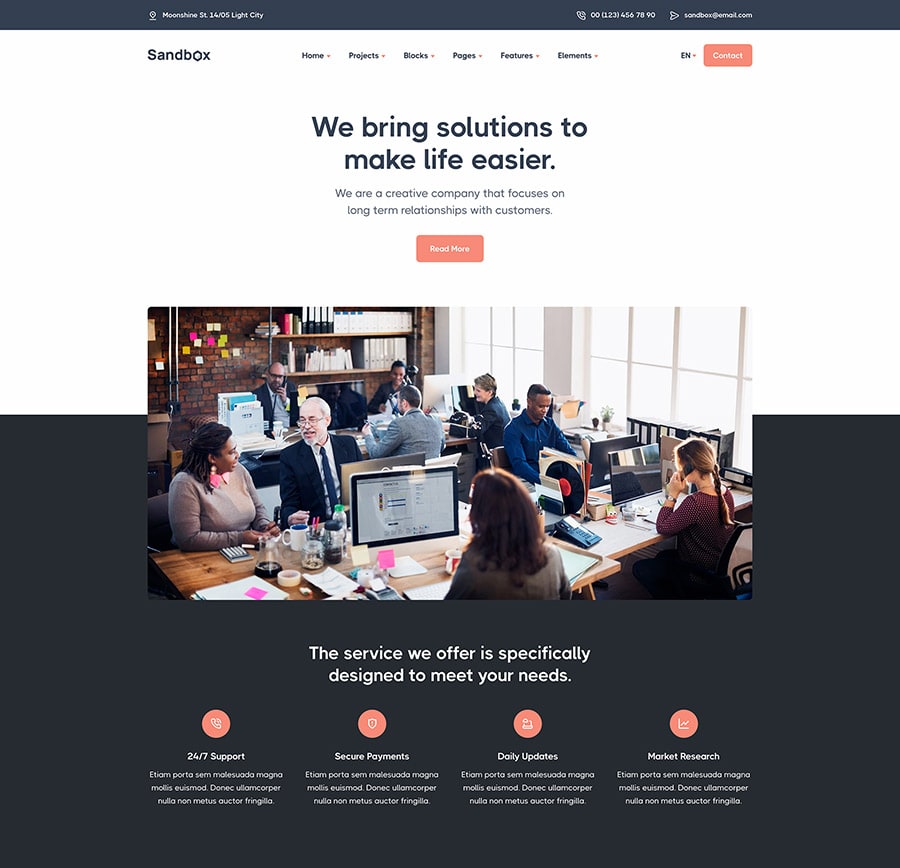 Moonshine St. 14/05 Light City
00 (123) 456 78 90
sandbox@email.com
Sandbox
Home
Projects
Blocks
Pages
Features
Elements
EN
Contact
We bring solutions to
make life easier.
We are a creative company that focuses on
long term relationships with customers.
Read More
The service we offer is specifically
designed to meet your needs.
24/7 Support
Etiam porta sem malesuada magna
mollis euismod. Donec ullamcorper
nulla non metus auctor fringilla.
Secure Payments
Etiam porta sem malesuada magna
mollis euismod. Donec ullamcorper
nulla non metus auctor fringilla.
Daily Updates
Etiam porta sem malesuada magna
mollis euismod. Donec ullamcorper
nulla non metus auctor fringilla.
Market Research
Etiam porta sem malesuada magna
mollis euismod. Donec ullamcorper
nulla non metus auctor fringilla.